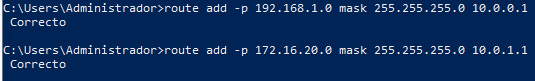 C:\Users\Administrador>route add -p 192.168.1.0 mask 255.255.255.0 10.0.0.1
Correcto
C:\Users\Administrador>route add -p 172.16.20.0 mask 255.255.255.0 10.0.1.1
Correcto